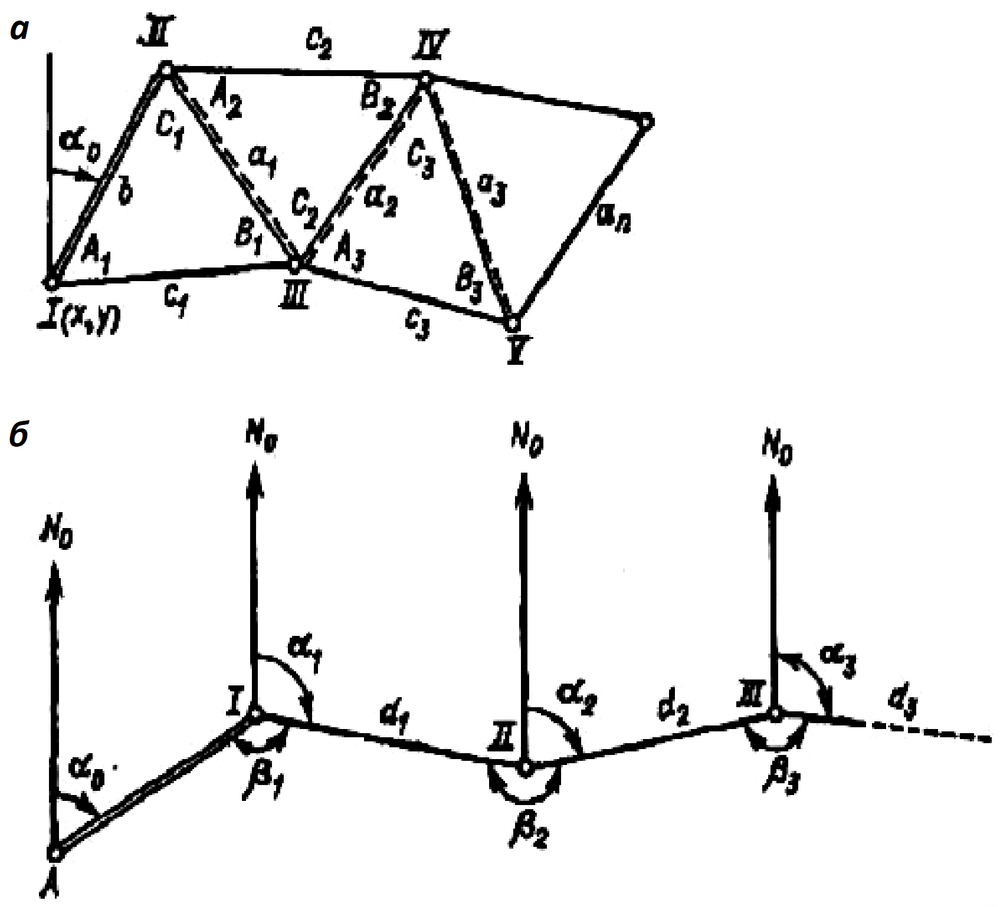 а
II
c₂
IV
A₂
B₂
C₁
α₀
a₁
C₃
b
a₃
C₂
a₂
aₙ
B₁
A₁
A₃
B₃
c₁
III
I(x,y)
c₃
V
б
N₀
N₀
N₀
N₀
α₁
α₃
I
α₂
III
d₁
d₂
d₃
II
α₀
β₁
β₃
β₂
A